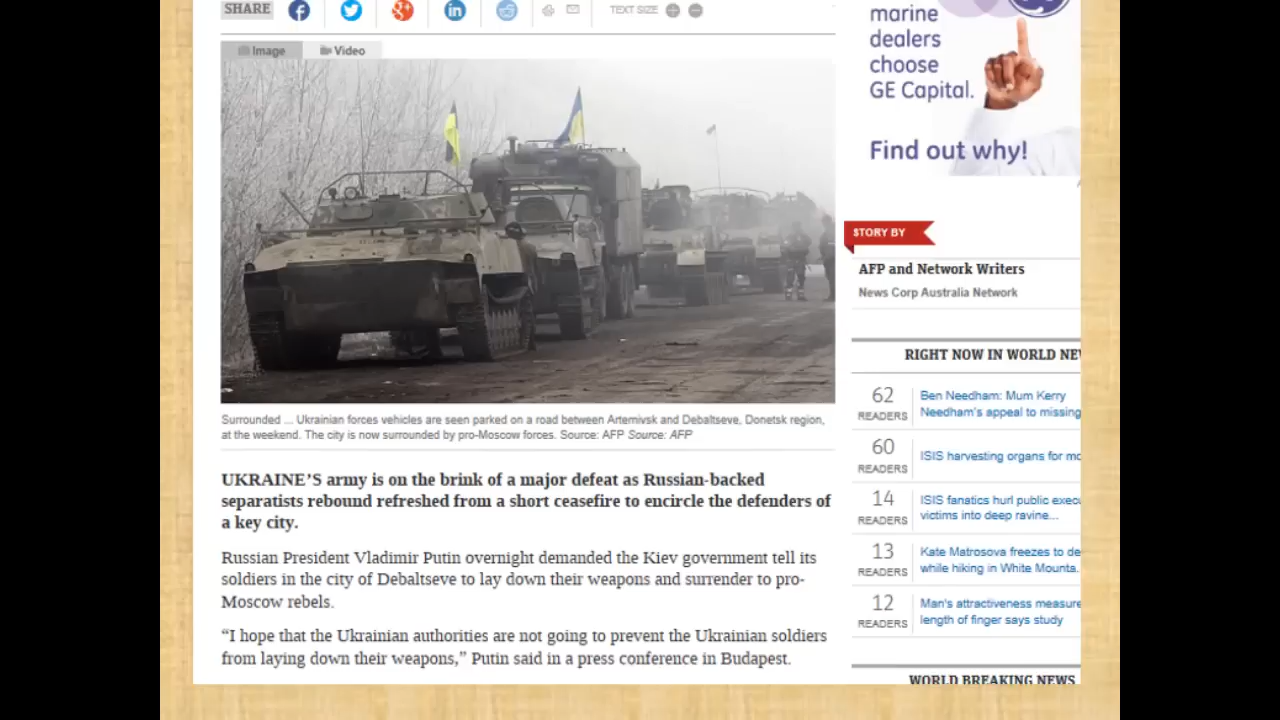 SHARE
TEXT SIZE
Image
Video
marine
dealers
choose
GE Capital.
Find out why!
STORY BY
AFP and Network Writers
News Corp Australia Network
RIGHT NOW IN WORLD
62 READERS
Ben Needham: Mum Kerry
Needham's appeal to missing
60 READERS
ISIS harvesting organs for
14 READERS
ISIS fanatics hurl public
victims into deep ravine...
13 READERS
Kate Matrosova freezes to
while hiking in White Mounta.
12 READERS
Man's attractiveness measure
length of finger says study
WORLD BREAKING NEWS
Surrounded ... Ukrainian forces vehicles are seen parked on a road between Artemivsk and Debaltseve, Donetsk region,
at the weekend. The city is now surrounded by pro-Moscow forces. Source: AFP Source: AFP
UKRAINE'S army is on the brink of a major defeat as Russian-backed
separatists rebound refreshed from a short ceasefire to encircle the defenders of
a key city.
Russian President Vladimir Putin overnight demanded the Kiev government tell its
soldiers in the city of Debaltseve to lay down their weapons and surrender to pro-
Moscow rebels.
“I hope that the Ukrainian authorities are not going to prevent the Ukrainian soldiers
from laying down their weapons,” Putin said in a press conference in Budapest.